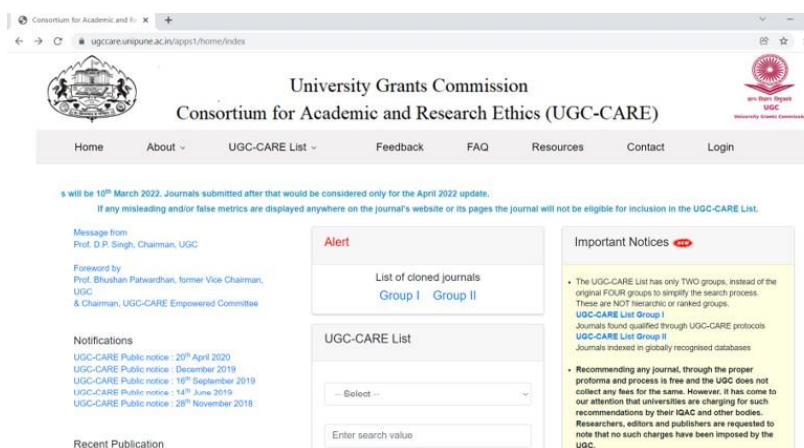 Consortium for Academic and Re
ugccare.unipune.ac.in/apps1/home/index
University Grants Commission
Consortium for Academic and Research Ethics (UGC-CARE)
UGC
University Grants Commission
Home About UGC-CARE List Feedback FAQ Resources Contact Login
s will be 10th March 2022. Journals submitted after that would be considered only for the April 2022 update.
If any misleading and/or false metrics are displayed anywhere on the journal's website or its pages the journal will not be eligible for inclusion in the UGC-CARE List.
Message from
Prof. D.P. Singh, Chairman, UGC
Foreword by
Prof. Bhushan Patwardhan, former Vice Chairman,
UGC
& Chairman, UGC-CARE Empowered Committee
Notifications
UGC-CARE Public notice : 20th April 2020
UGC-CARE Public notice : December 2019
UGC-CARE Public notice : 16th September 2019
UGC-CARE Public notice : 14th June 2019
UGC-CARE Public notice : 28th November 2018
Recent Publication
Alert
List of cloned journals
Group I Group II
UGC-CARE List
-- Select --
Enter search value
Important Notices
The UGC-CARE List has only TWO groups, instead of the
original FOUR groups to simplify the search process.
These are NOT hierarchic or ranked groups.
UGC-CARE List Group I
Journals found qualified through UGC-CARE protocols
UGC-CARE List Group II
Journals indexed in globally recognised databases
Recommending any journal, through the proper
proforma and process is free and the UGC does not
collect any fees for the same. However, it has come to
our attention that universities are charging for such
recommendations by their IQAC and other bodies.
Researchers, editors and publishers are requested to
note that no such charges have been imposed by the
UGC.